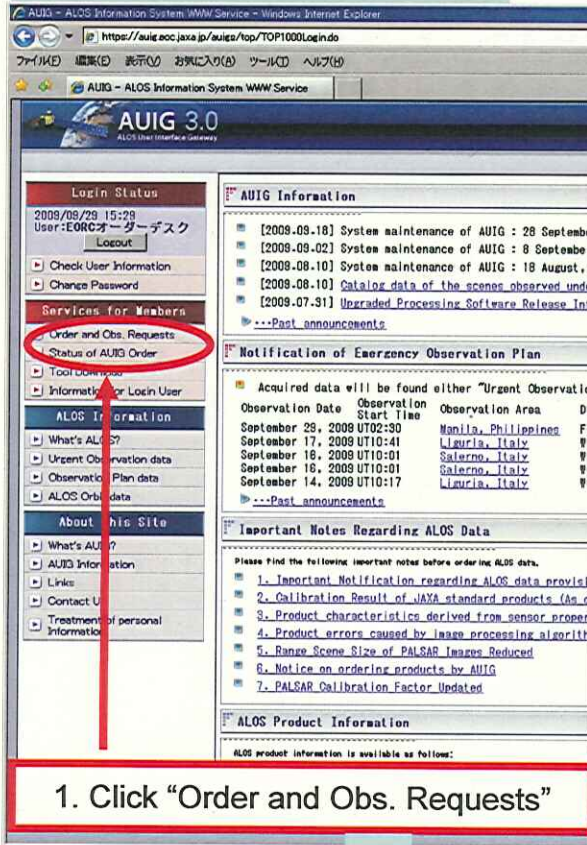 AUIG - ALOS Information System WWW Service - Windows Internet Explorer
https://auig.eoc.jaxa.jp/auigs/top/TOP1000Login.do
ファイル(F) 編集(E) 表示(V) お気に入り(A) ツール(T) ヘルプ(H)
AUIG - ALOS Information System WWW Service
AUIG 3.0
ALOS User Interface Gateway
Login Status
2009/09/29 15:29
User:EORCオーダーデスク
Logout
Check User Information
Change Password
Services for Members
Order and Obs. Requests
Status of AUIG Order
Tool Download
Information for Login User
ALOS Information
What's ALOS?
Urgent Observation data
Observation Plan data
ALOS Orbit data
About This Site
What's AUIG?
AUIG Information
Links
Contact U
Treatment of personal
Information
AUIG Information
[2009.09.18] System maintenance of AUIG : 28 Septembe
[2009.09.02] System maintenance of AUIG : 8 Septembe
[2009.08.10] System maintenance of AUIG : 18 August,
[2009.08.10] Catalog data of the scenes observed unde
[2009.07.31] Upgraded Processing Software Release In
...Past announcements
Notification of Emergency Observation Plan
Acquired data will be found either "Urgent Observati
Observation Date Observation Start Time Observation Area D
September 29, 2009 UT02:30 Manila, Philippines F
September 17, 2009 UT10:41 Liguria, Italy W
September 16, 2009 UT10:01 Salerno, Italy W
September 16, 2009 UT10:01 Salerno, Italy W
September 14, 2009 UT10:17 Liguria, Italy W
...Past announcements
Important Notes Regarding ALOS Data
Please find the following important notes before ordering ALOS data.
1. Important Notification regarding ALOS data provisi
2. Calibration Result of JAXA standard products (As o
3. Product characteristics derived from sensor proper
4. Product errors caused by image processing algorith
5. Range Scene Size of PALSAR Images Reduced
6. Notice on ordering products by AUIG
7. PALSAR Calibration Factor Updated
ALOS Product Information
ALOS product information is available as follows:
1. Click "Order and Obs. Requests"